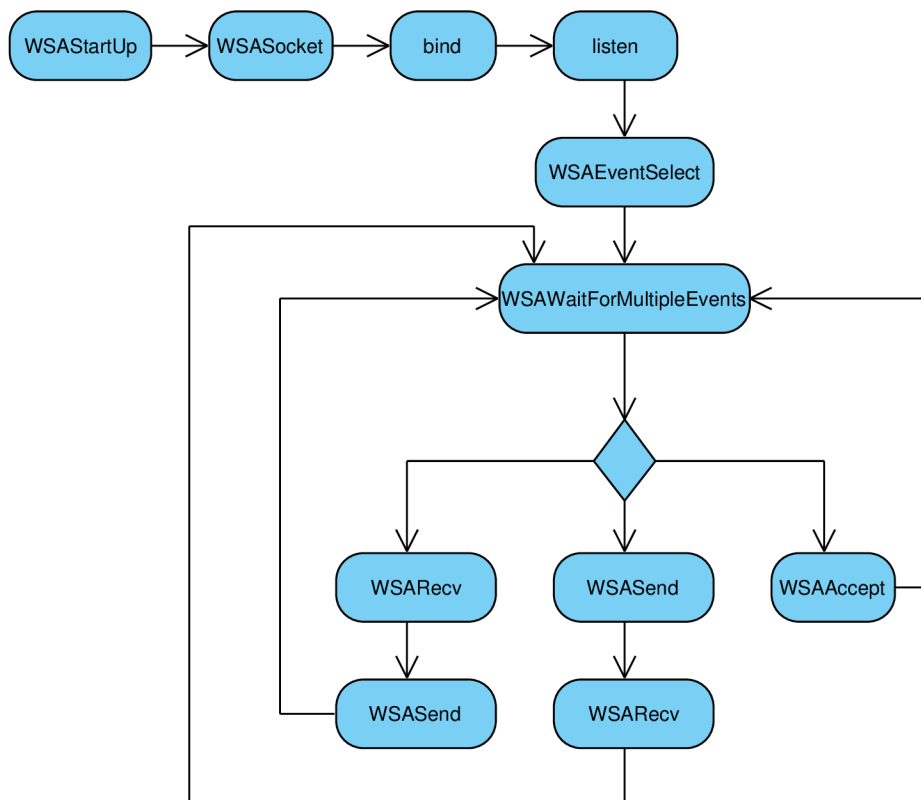 WSAStartUp
WSASocket
bind
listen
WSAEventSelect
WSAWaitForMultipleEvents
WSARecv
WSASend
WSAAccept
WSASend
WSARecv